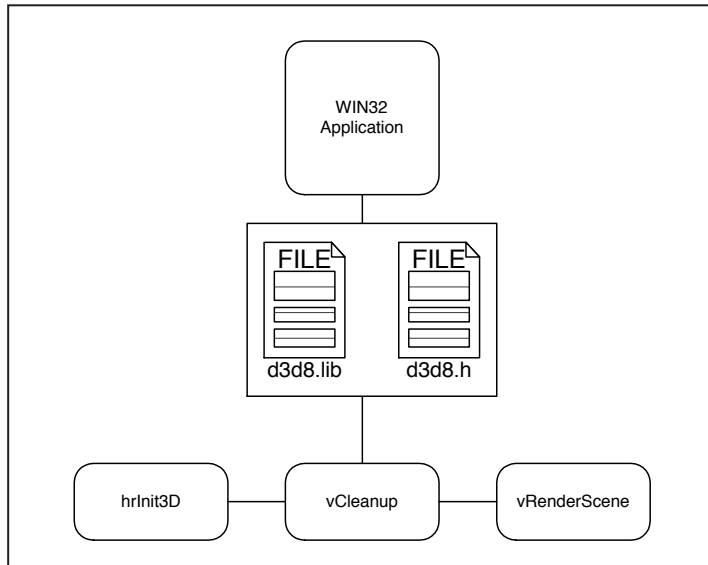 WIN32
Application
FILE
FILE
d3d8.lib
d3d8.h
hrInit3D
vCleanup
vRenderScene